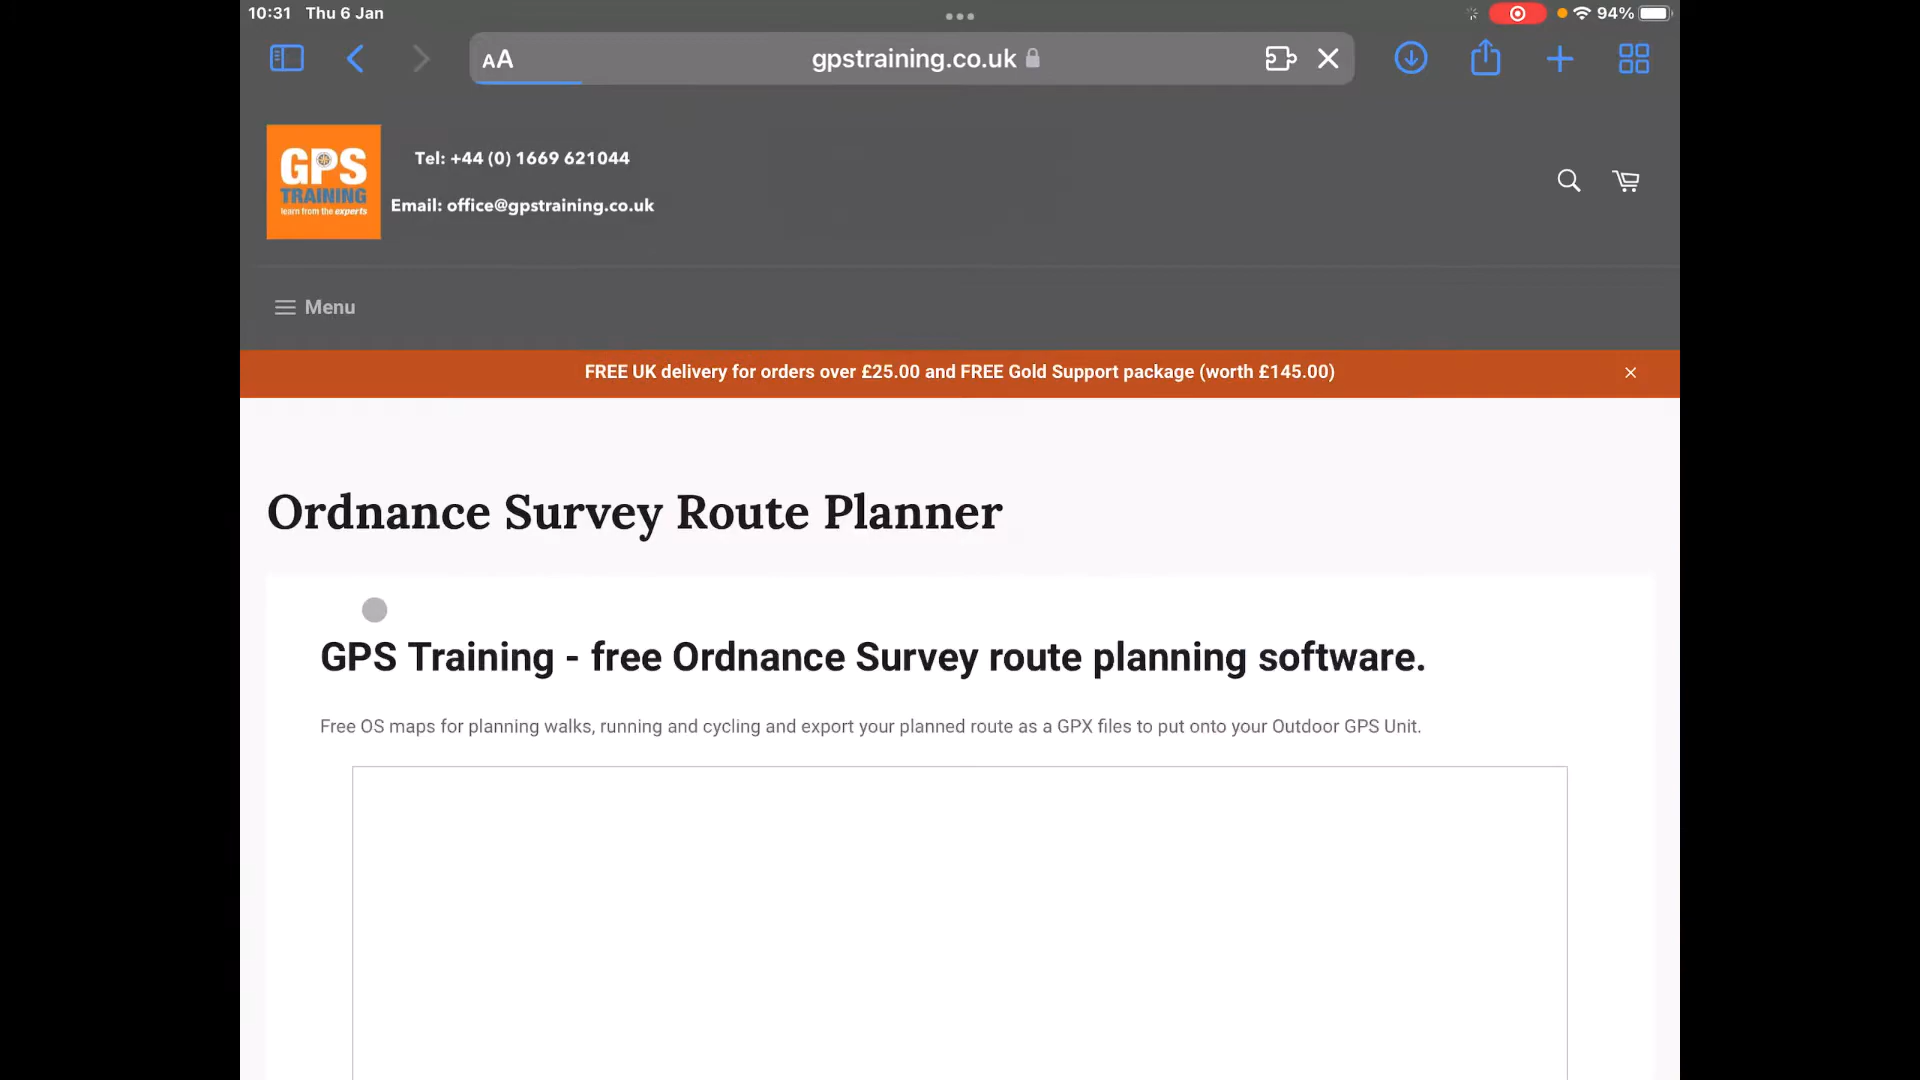 10:31 Thu 6 Jan
94%
AA
gpstraining.co.uk
GPS
TRAINING
learn from the experts
Tel: +44 (0) 1669 621044
Email: office@gpstraining.co.uk
Menu
FREE UK delivery for orders over £25.00 and FREE Gold Support package (worth £145.00)
Ordnance Survey Route Planner
GPS Training - free Ordnance Survey route planning software.
Free OS maps for planning walks, running and cycling and export your planned route as a GPX files to put onto your Outdoor GPS Unit.